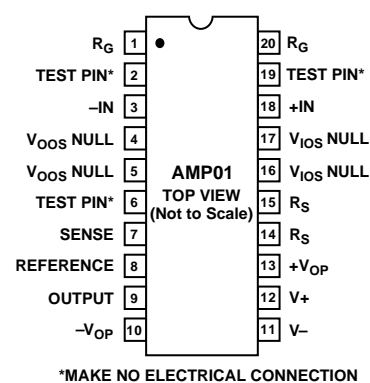 RG 1 20 RG
TEST PIN* 2 19 TEST PIN*
–IN 3 18 +IN
VOOS NULL 4 17 VIOS NULL
VOOS NULL 5 16 VIOS NULL
AMP01
TOP VIEW
(Not to Scale)
TEST PIN* 6 15 RS
SENSE 7 14 RS
REFERENCE 8 13 +VOP
OUTPUT 9 12 V+
–VOP 10 11 V–
*MAKE NO ELECTRICAL CONNECTION